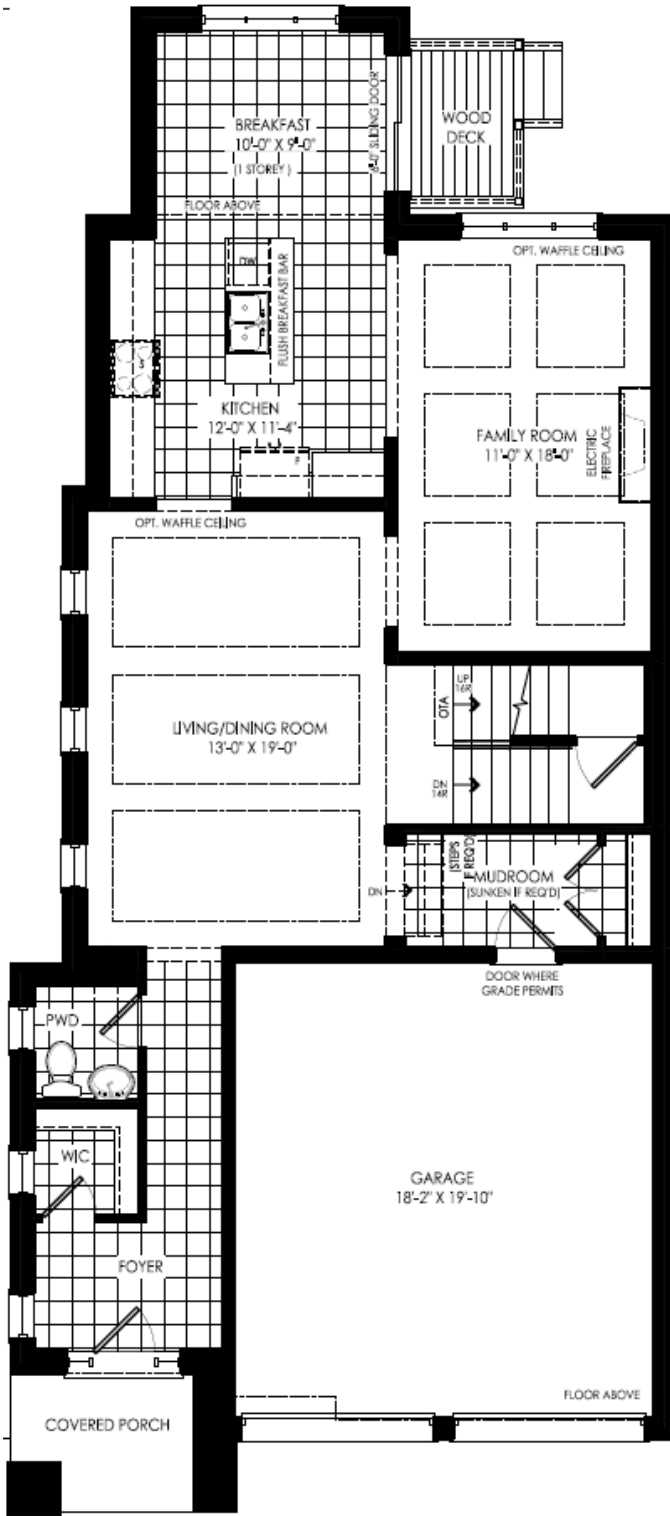 BREAKFAST
10'-0" X 9'-0"
(1 STOREY )
6'-0" SLIDING DOOR
WOOD
DECK
FLOOR ABOVE
OPT. WAFFLE CEILING
DW
FLUSH BREAKFAST BAR
KITCHEN
12'-0" X 11'-4"
F
FAMILY ROOM
11'-0" X 18'-0"
ELECTRIC
FIREPLACE
OPT. WAFFLE CEILING
LIVING/DINING ROOM
13'-0" X 19'-0"
OTA
UP
16R
DN
14R
(STEPS
IF REQ'D)
DN
MUDROOM
(SUNKEN IF REQ'D)
DOOR WHERE
GRADE PERMITS
PWD
WIC
GARAGE
18'-2" X 19'-10"
FOYER
FLOOR ABOVE
COVERED PORCH